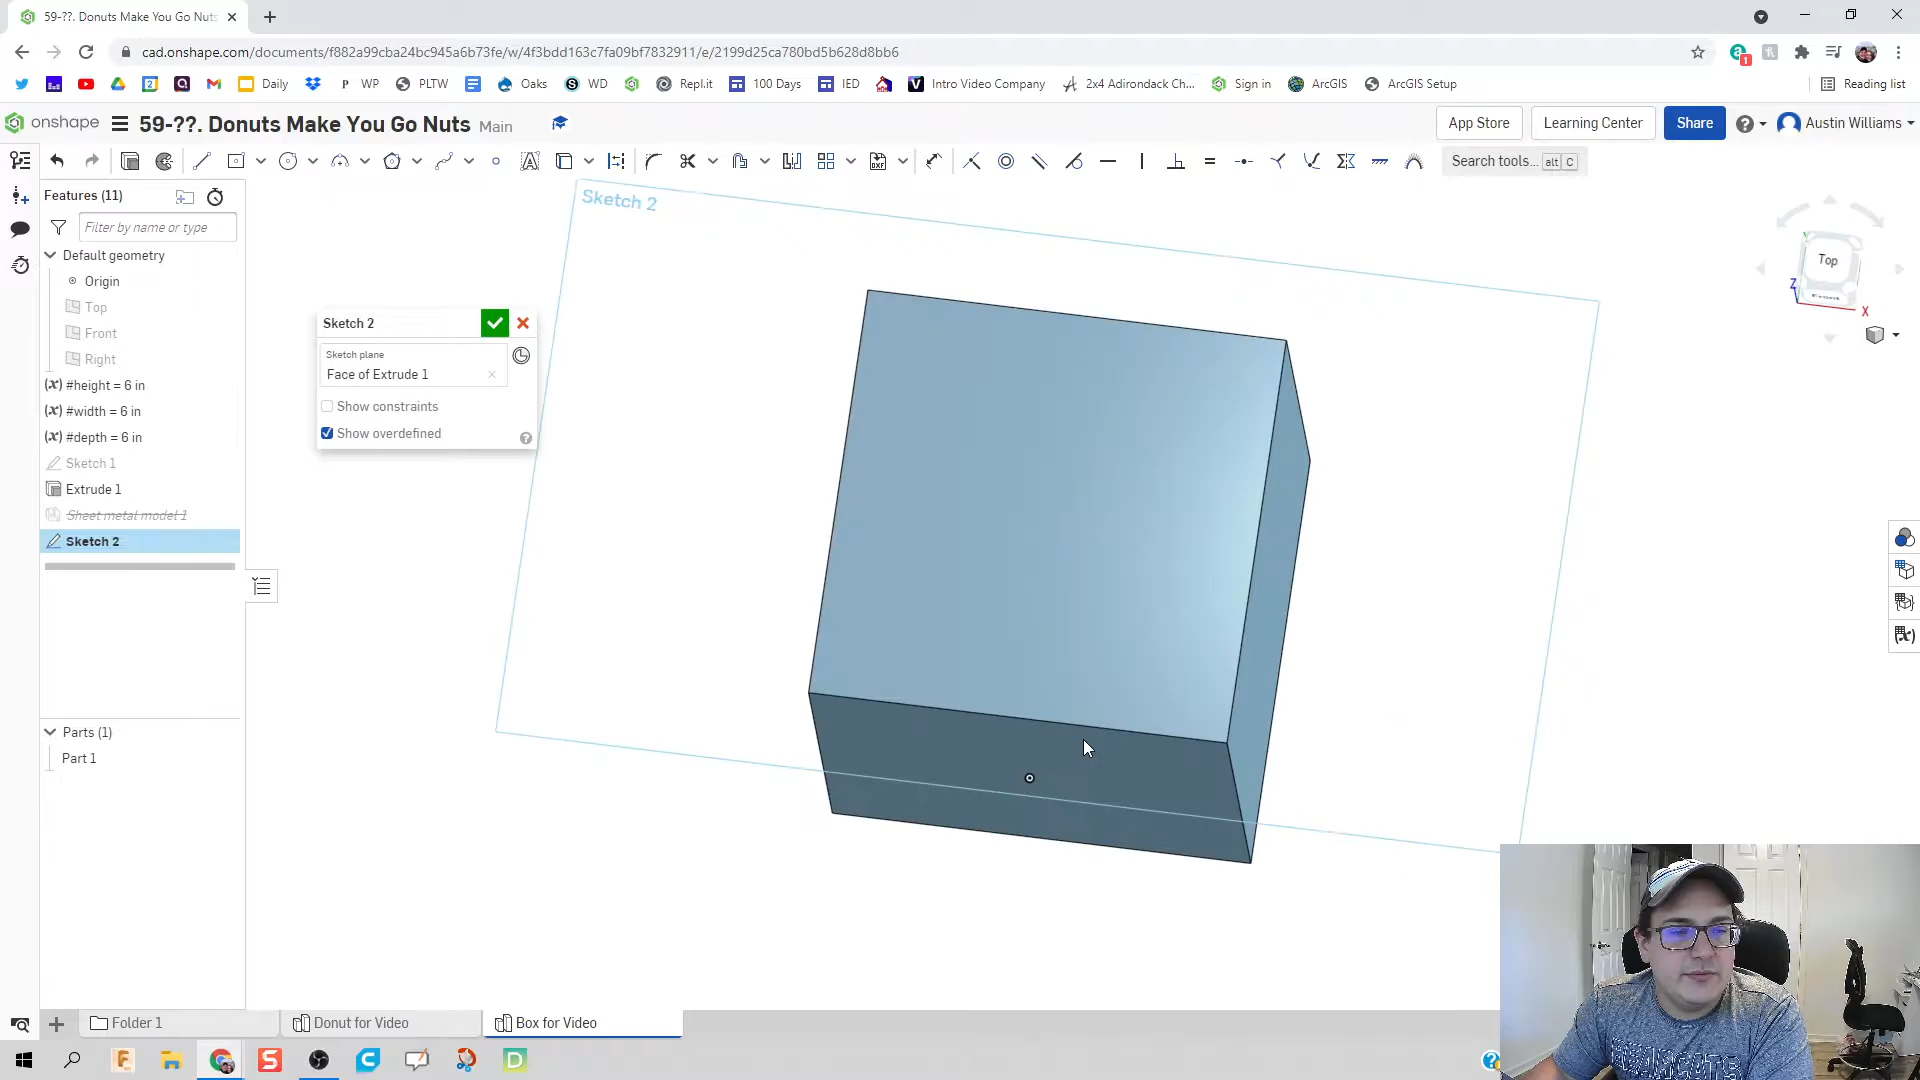 59-??. Donuts Make You Go Nuts
cad.onshape.com/documents/f882a99cba24bc945a6b73fe/w/4f3bdd163c7fa09bf7832911/e/2199d25ca780bd5b628d8bb6
1
Daily
WP
PLTW
Oaks
WD
Repl.it
100 Days
IED
Intro Video Company
2x4 Adirondack Ch...
Sign in
ArcGIS
ArcGIS Setup
Reading list
onshape
59-??. Donuts Make You Go Nuts Main
App Store
Learning Center
Share
Austin Williams
Search tools... alt C
Features (11)
Filter by name or type
Default geometry
Origin
Top
Front
Right
(x) #height = 6 in
(x) #width = 6 in
(x) #depth = 6 in
Sketch 1
Extrude 1
Sheet metal model 1
Sketch 2
Parts (1)
Part 1
Sketch 2
Sketch plane
Face of Extrude 1
Show constraints
Show overdefined
Sketch 2
Top
Front
Z
X
Folder 1
Donut for Video
Box for Video
BEARCATS